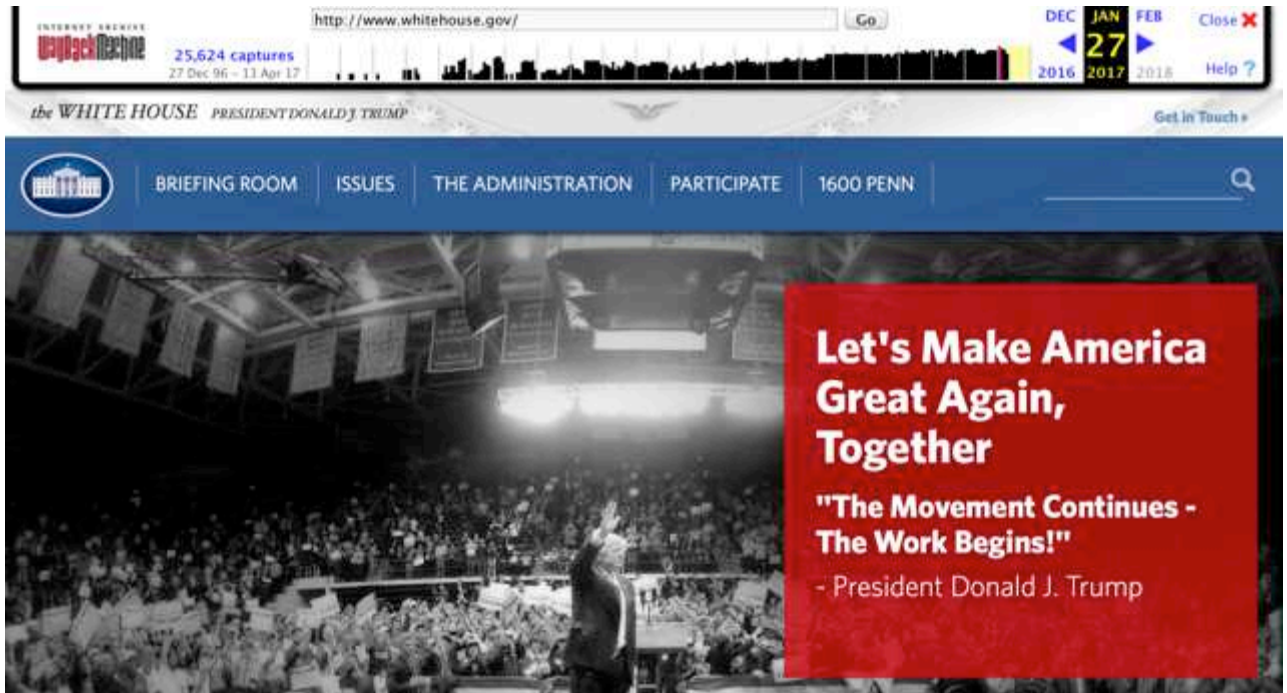 INTERNET ARCHIVE
WayBackMachine
http://www.whitehouse.gov/
Go
DEC JAN FEB
Close
25,624 captures
27 Dec 96 - 13 Apr 17
27
2016 2017 2018
Help ?
the WHITE HOUSE PRESIDENT DONALD J. TRUMP
Get in Touch
BRIEFING ROOM ISSUES THE ADMINISTRATION PARTICIPATE 1600 PENN
Let's Make America
Great Again,
Together
"The Movement Continues -
The Work Begins!"
- President Donald J. Trump